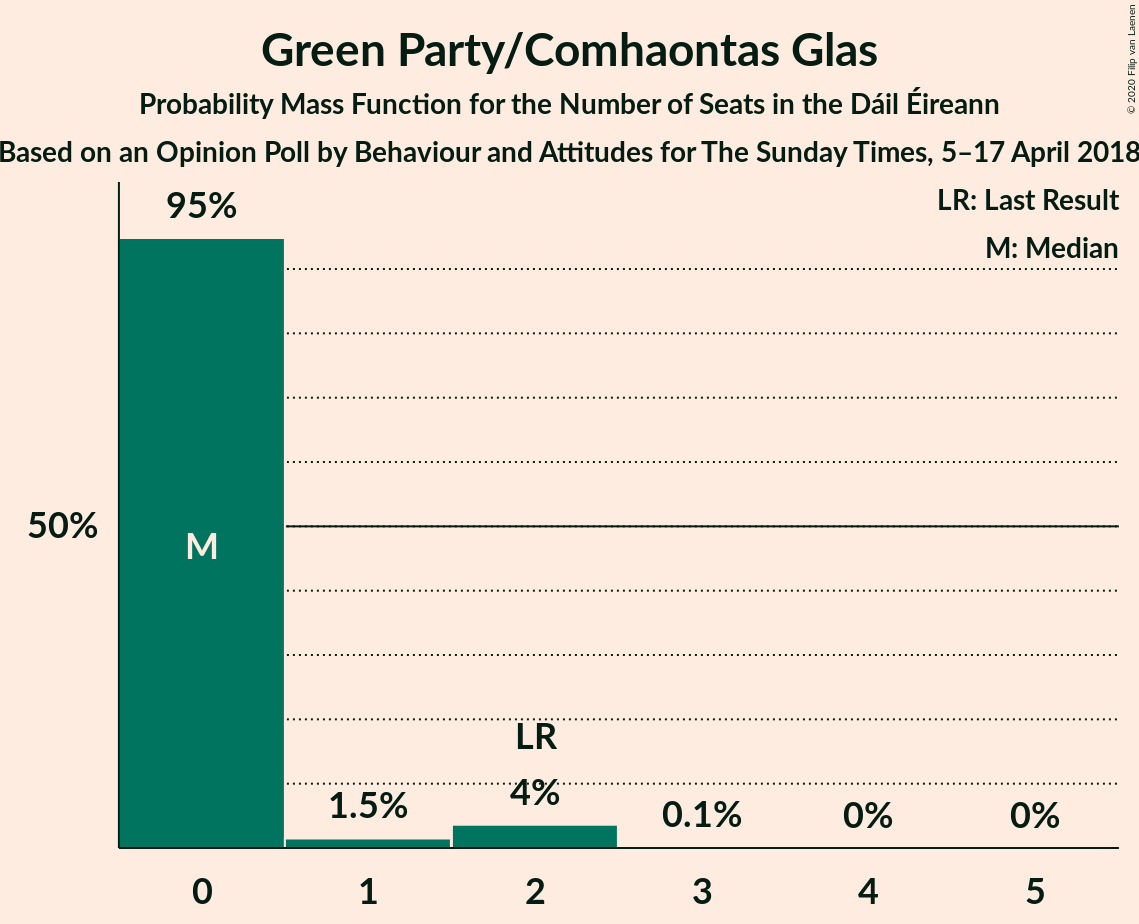 Green Party/Comhaontas Glas
Probability Mass Function for the Number of Seats in the Dáil Éireann
Based on an Opinion Poll by Behaviour and Attitudes for The Sunday Times, 5–17 April 2018
© 2020 Filip van Laenen
LR: Last Result
M: Median
95%
50%
M
LR
1.5%
4%
0.1%
0%
0%
0 1 2 3 4 5